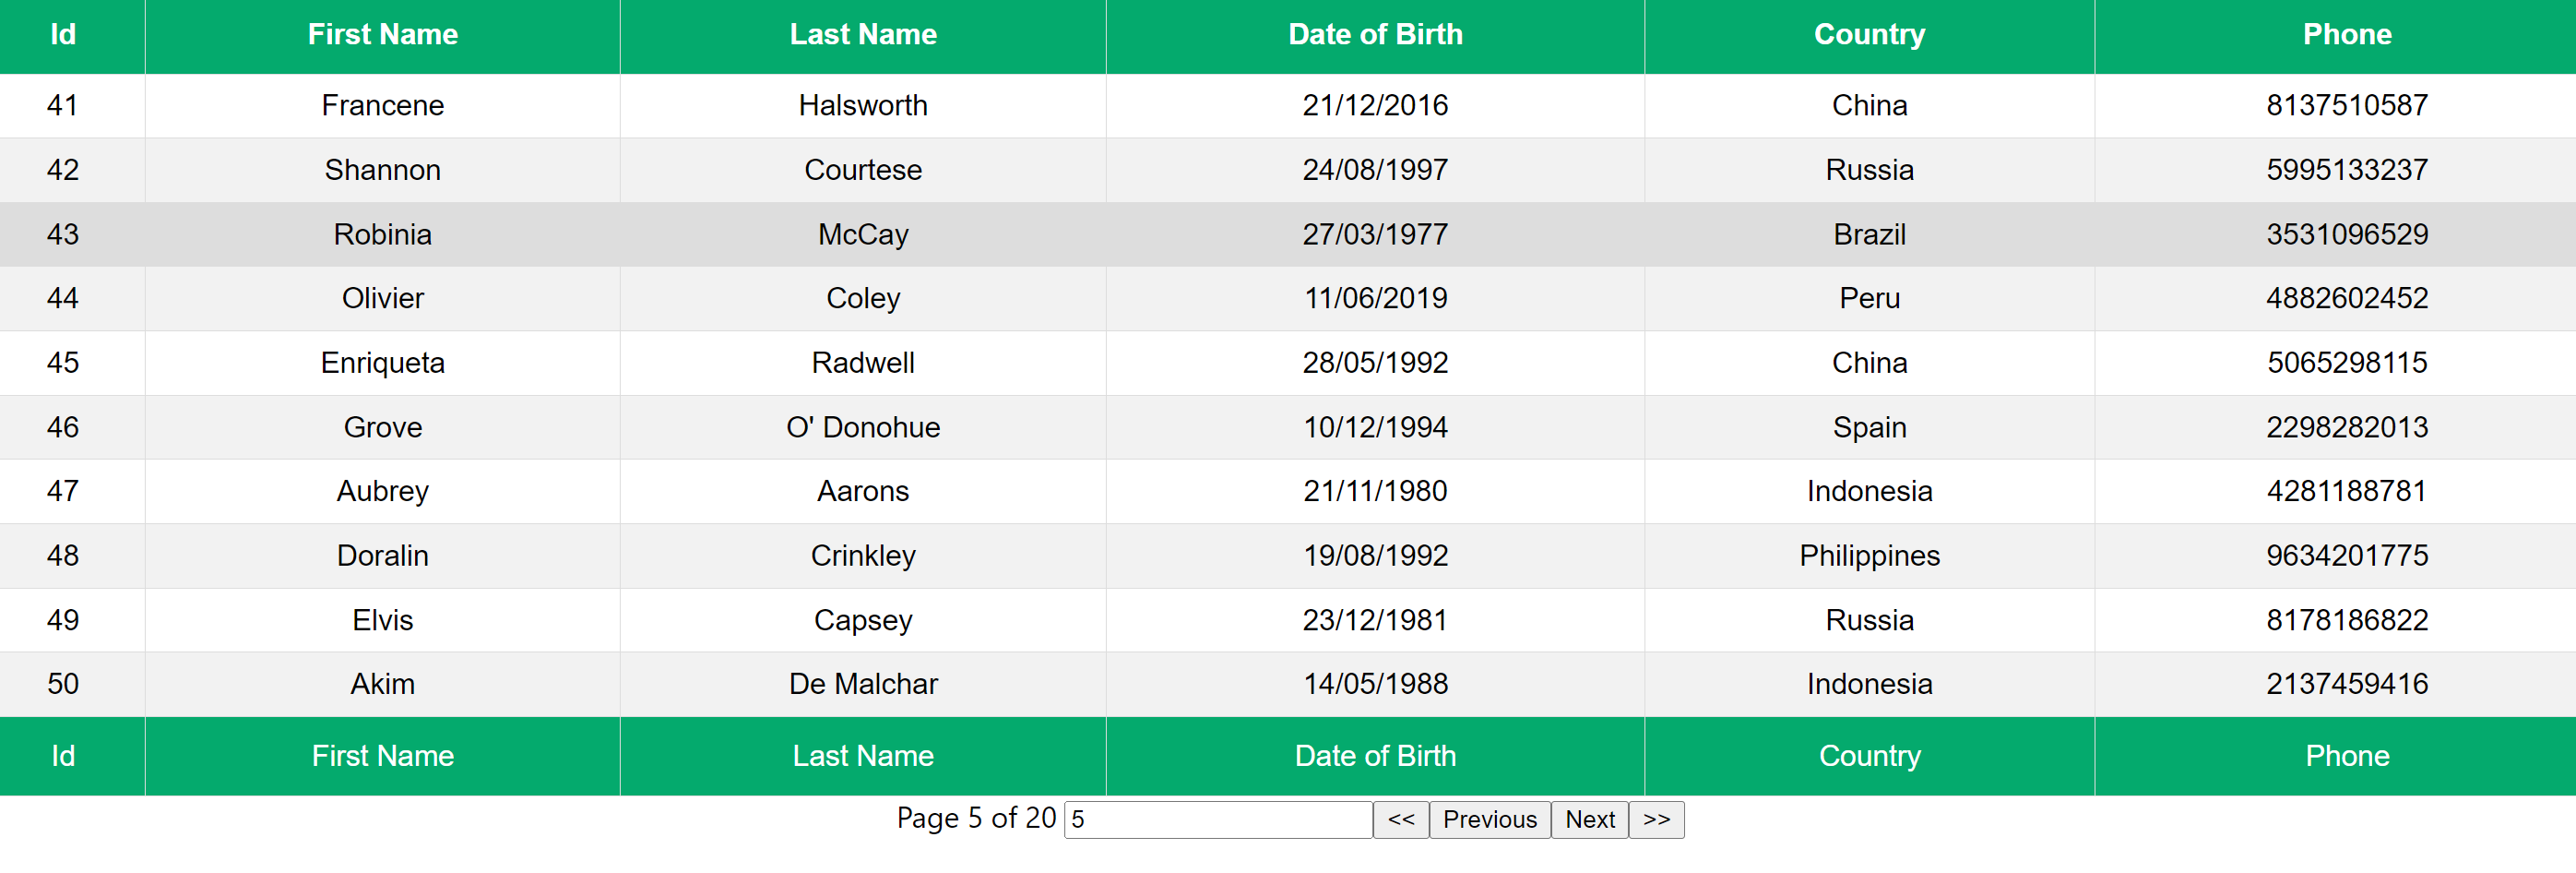 Id First Name Last Name Date of Birth Country Phone
41 Francene Halsworth 21/12/2016 China 8137510587
42 Shannon Courtese 24/08/1997 Russia 5995133237
43 Robinia McCay 27/03/1977 Brazil 3531096529
44 Olivier Coley 11/06/2019 Peru 4882602452
45 Enriqueta Radwell 28/05/1992 China 5065298115
46 Grove O' Donohue 10/12/1994 Spain 2298282013
47 Aubrey Aarons 21/11/1980 Indonesia 4281188781
48 Doralin Crinkley 19/08/1992 Philippines 9634201775
49 Elvis Capsey 23/12/1981 Russia 8178186822
50 Akim De Malchar 14/05/1988 Indonesia 2137459416
Id First Name Last Name Date of Birth Country Phone
Page 5 of 20 5 << Previous Next >>